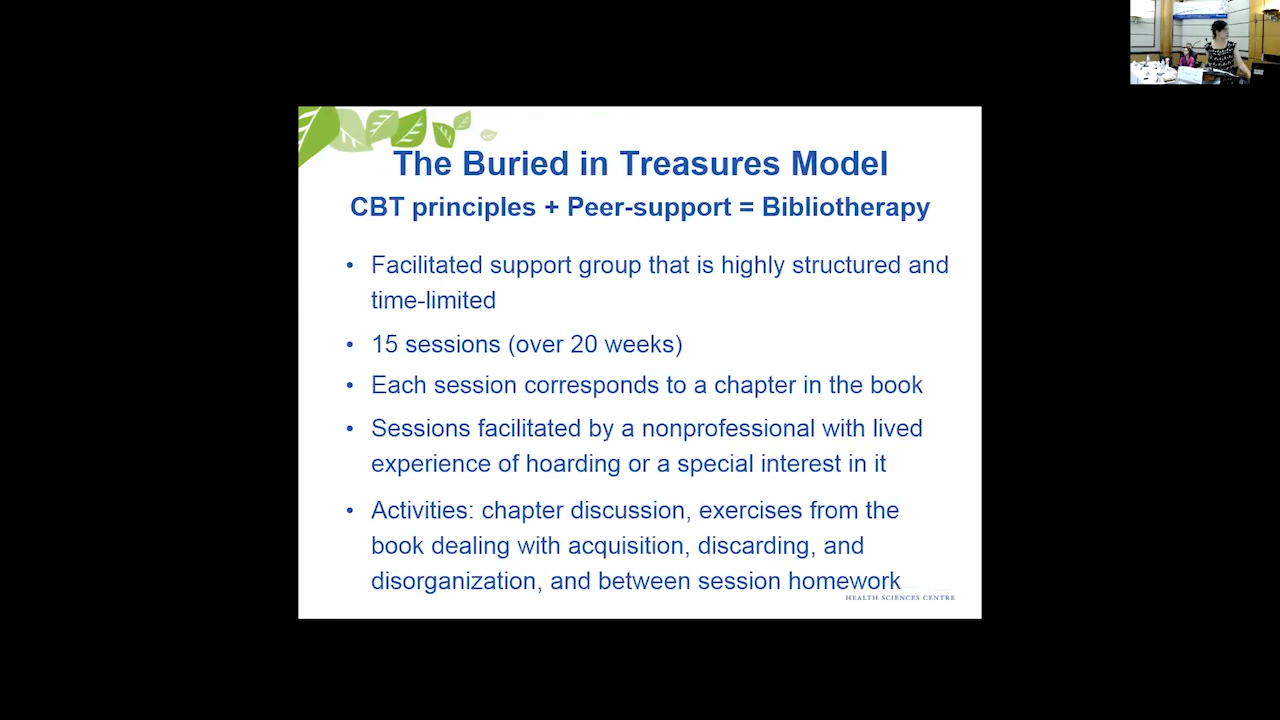 The Buried in Treasures Model
CBT principles + Peer-support = Bibliotherapy
• Facilitated support group that is highly structured and
time-limited
• 15 sessions (over 20 weeks)
• Each session corresponds to a chapter in the book
• Sessions facilitated by a nonprofessional with lived
experience of hoarding or a special interest in it
• Activities: chapter discussion, exercises from the
book dealing with acquisition, discarding, and
disorganization, and between session homework
HEALTH SCIENCES CENTRE